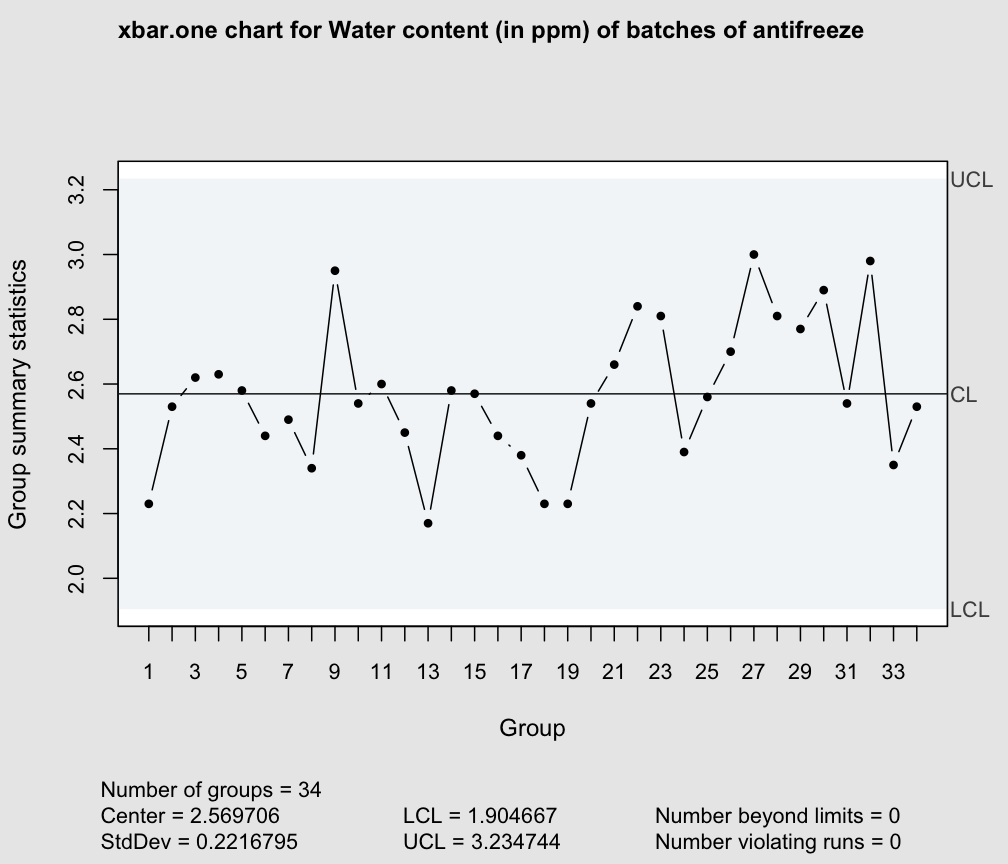 xbar.one chart for Water content (in ppm) of batches of antifreeze
UCL
3.2
3.0
2.8
2.6
CL
2.4
2.2
2.0
LCL
Group summary statistics
1 3 5 7 9 11 13 15 17 19 21 23 25 27 29 31 33
Group
Number of groups = 34
Center = 2.569706 LCL = 1.904667 Number beyond limits = 0
StdDev = 0.2216795 UCL = 3.234744 Number violating runs = 0